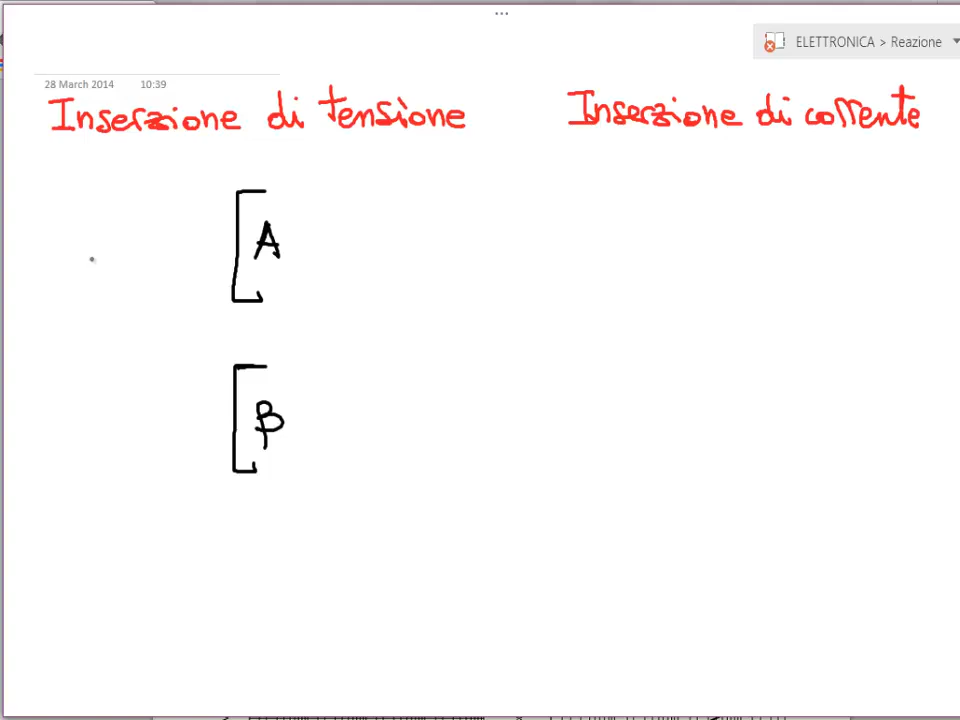 ...
ELETTRONICA > Reazione
28 March 2014 10:39
Inserzione di tensione
Inserzione di corrente
A
β